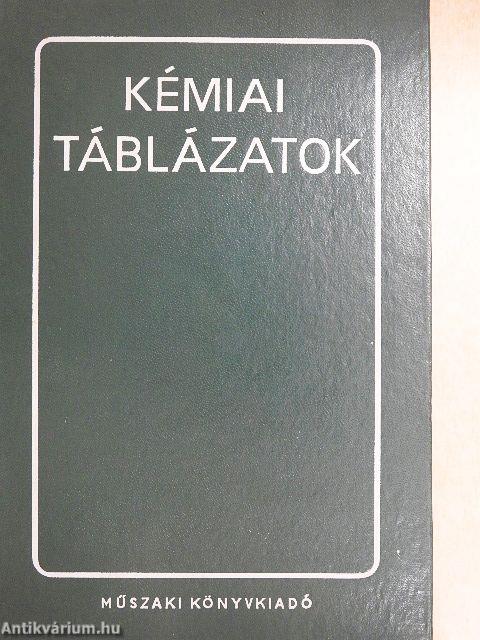 KÉMIAI
TÁBLÁZATOK
MŰSZAKI KÖNYVKIADÓ
Antikvárium.hu